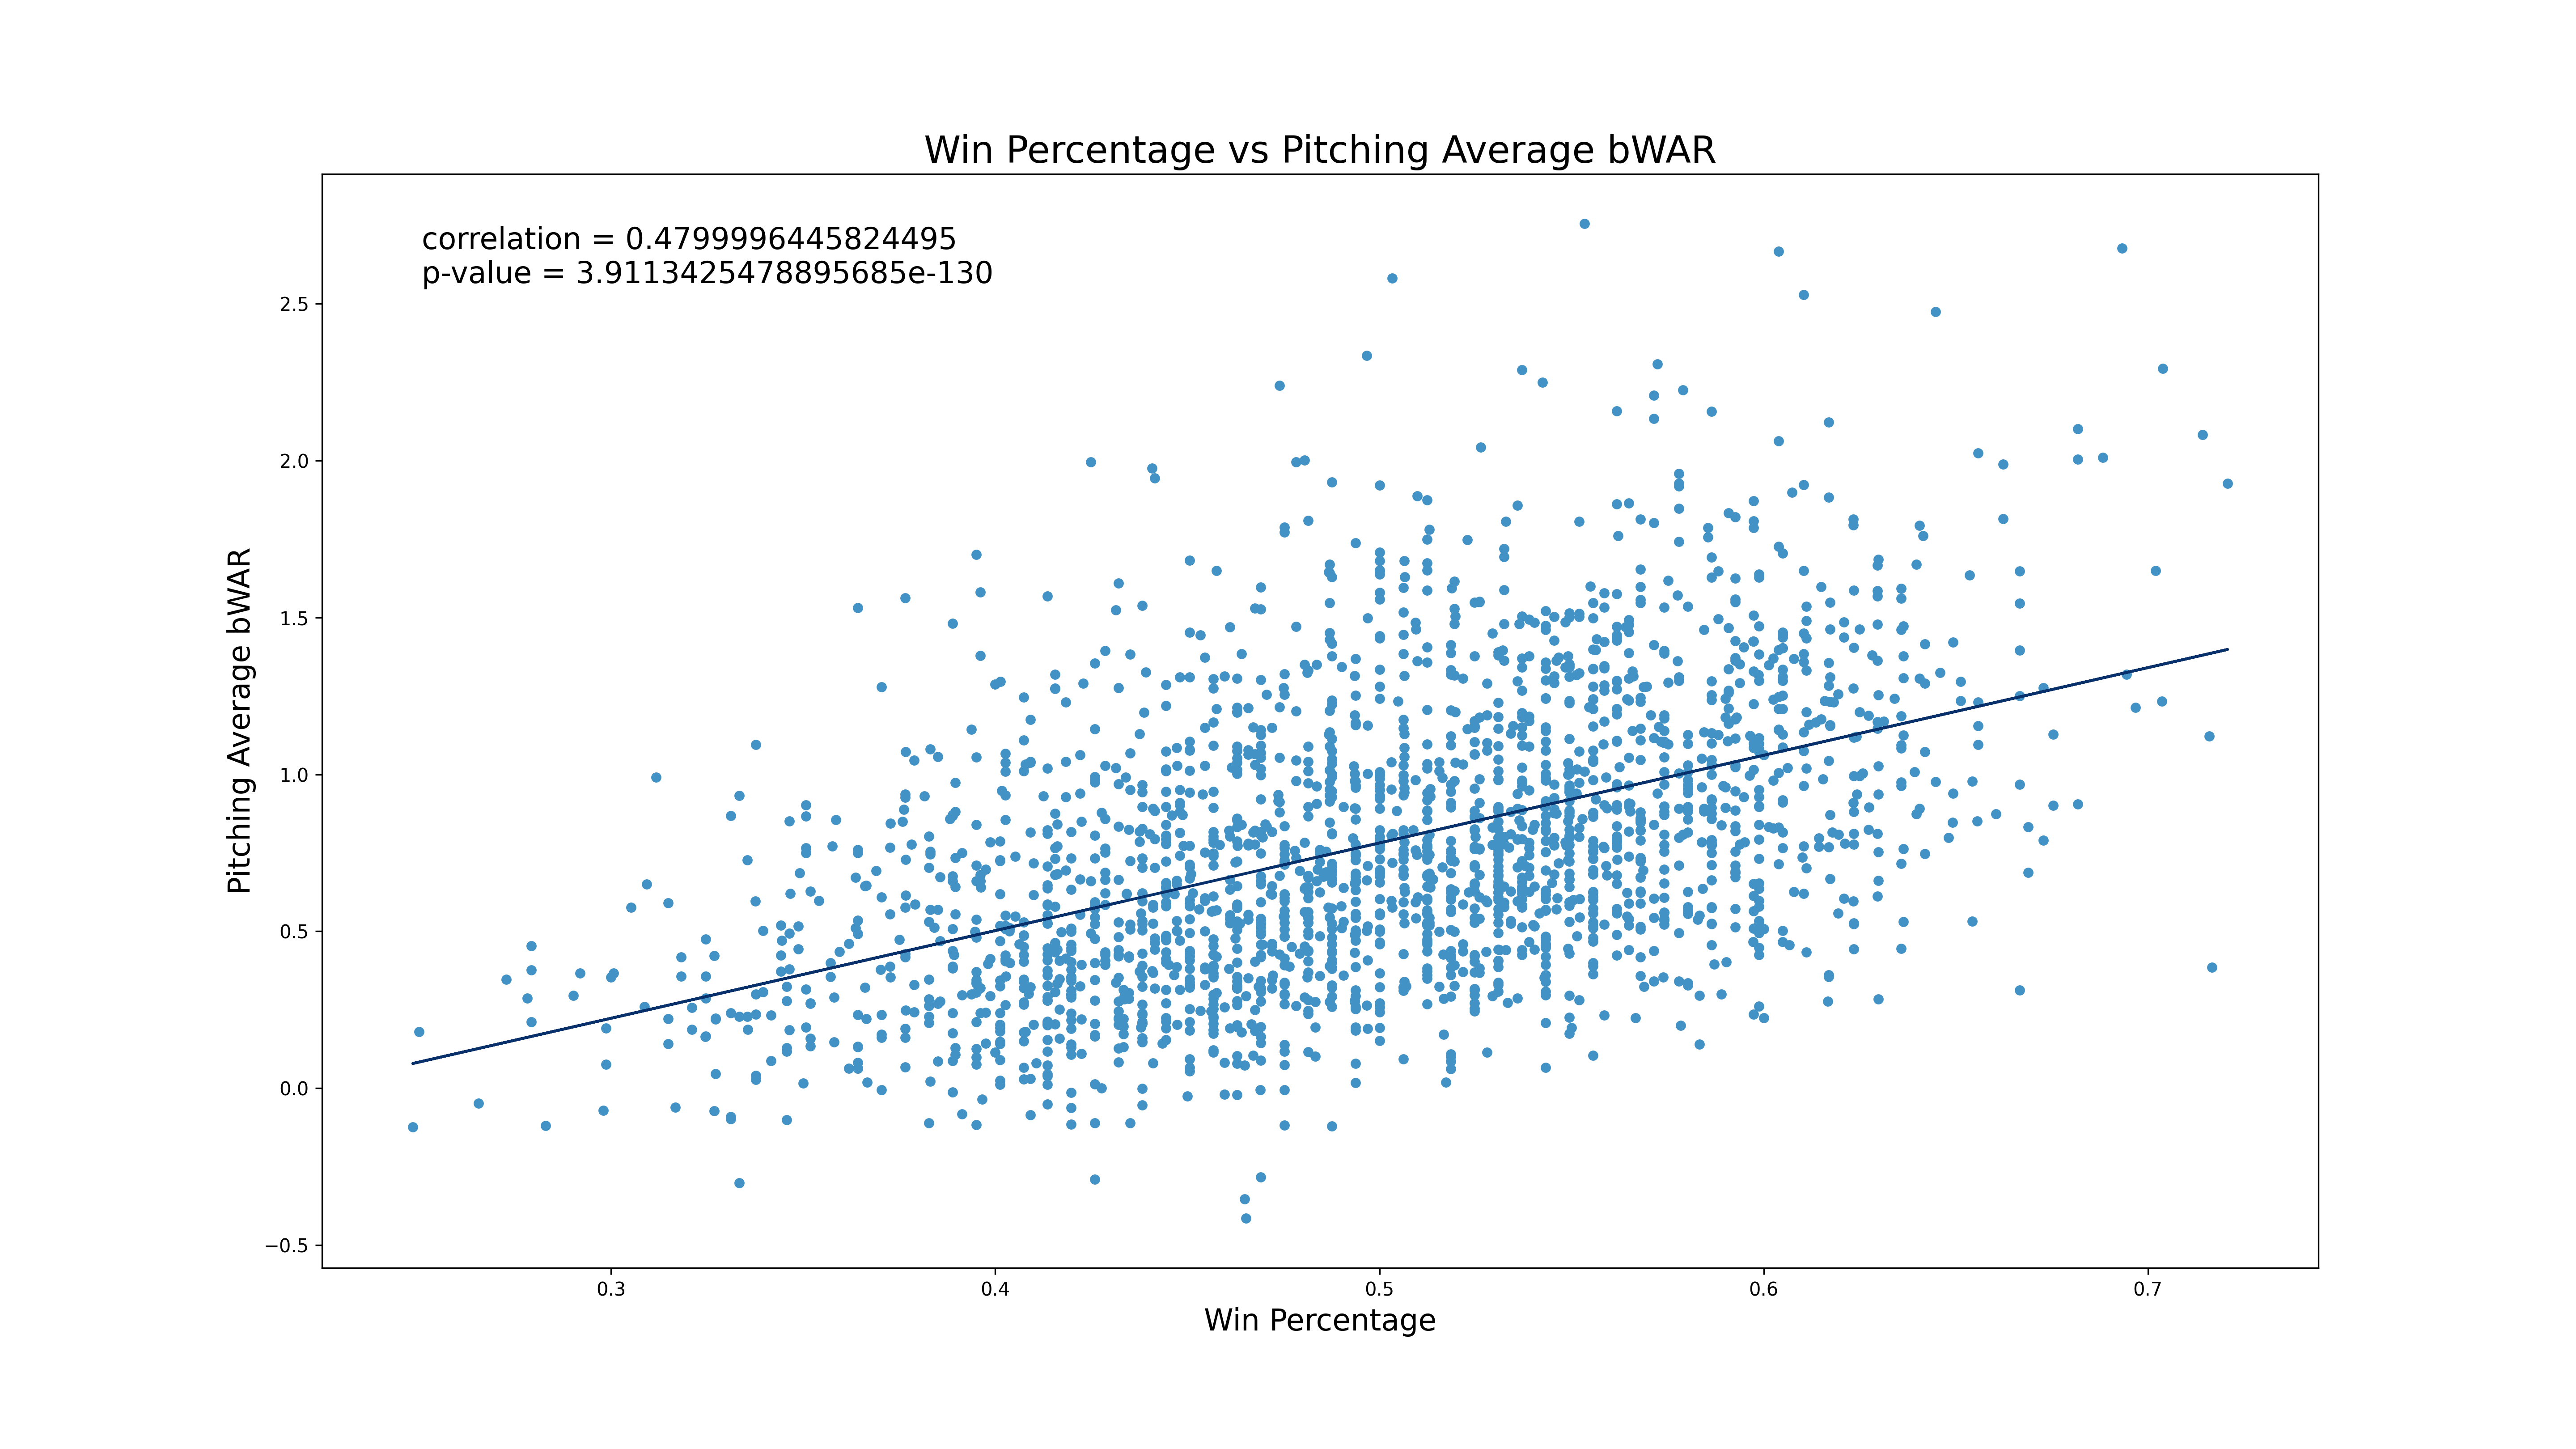 Win Percentage vs Pitching Average bWAR
correlation = 0.4799996445824495
p-value = 3.9113425478895685e-130
Pitching Average bWAR
2.5
2.0
1.5
1.0
0.5
0.0
−0.5
0.3
0.4
0.5
0.6
0.7
Win Percentage